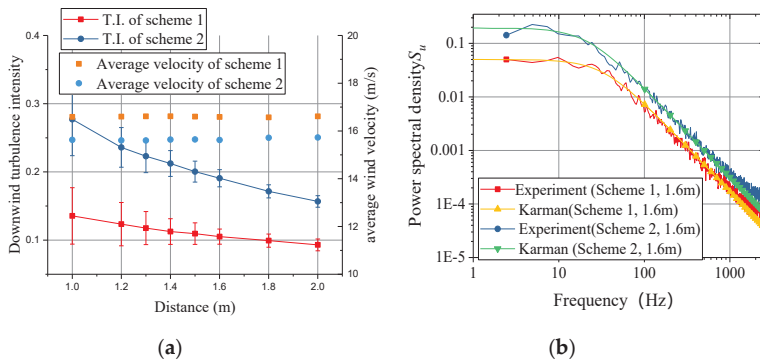 T.I. of scheme 1
T.I. of scheme 2
Average velocity of scheme 1
Average velocity of scheme 2
Downwind turbulence intensity
0.4
0.3
0.2
0.1
1.0
1.2
1.4
1.6
1.8
2.0
Distance (m)
20
18
16
14
12
10
average wind velocity (m/s)
(a)
Power spectral densityS_u
0.1
0.01
0.001
1E-4
1E-5
Experiment (Scheme 1, 1.6m)
Karman(Scheme 1, 1.6m)
Experiment(Scheme 2, 1.6m)
Karman (Scheme 2, 1.6m)
1
10
100
1000
Frequency (Hz)
(b)